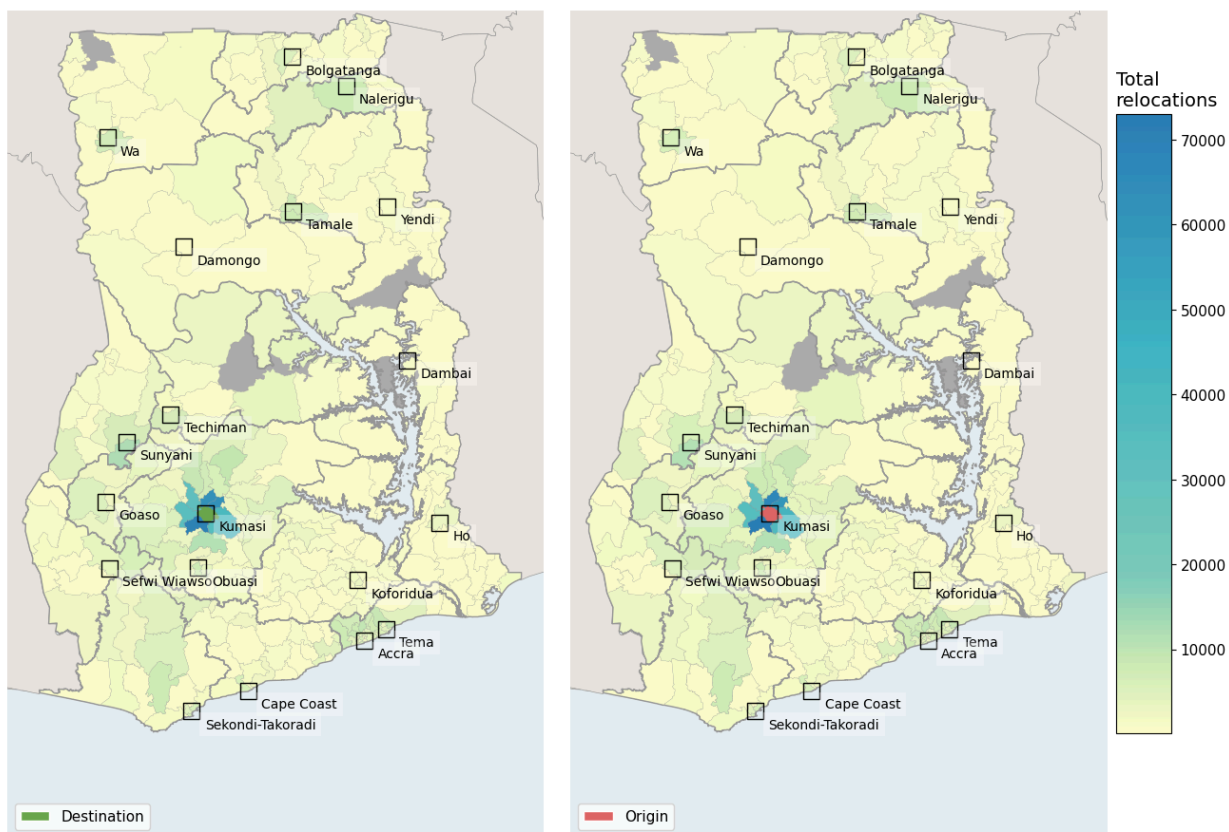 Bolgatanga
Nalerigu
Wa
Tamale
Yendi
Damongo
Dambai
Techiman
Sunyani
Goaso
Kumasi
Ho
Sefwi Wiawso
Obuasi
Koforidua
Tema
Accra
Cape Coast
Sekondi-Takoradi
Destination
Bolgatanga
Nalerigu
Wa
Tamale
Yendi
Damongo
Dambai
Techiman
Sunyani
Goaso
Kumasi
Ho
Sefwi Wiawso
Obuasi
Koforidua
Tema
Accra
Cape Coast
Sekondi-Takoradi
Origin
Total
relocations
70000
60000
50000
40000
30000
20000
10000